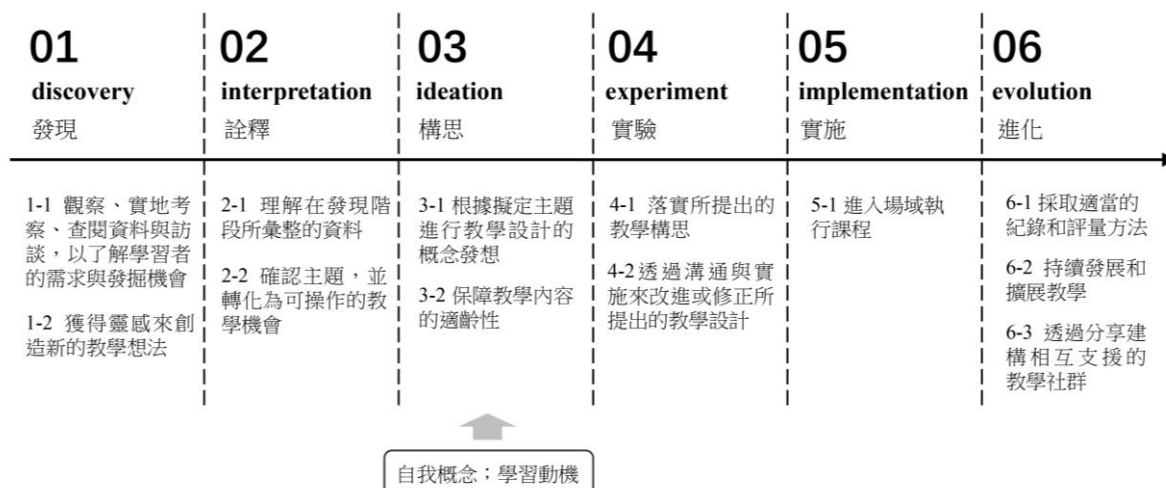 01
discovery
發現
1-1 觀察、實地考
察、查閱資料與訪
談，以了解學習者
的需求與發掘機會
1-2 獲得靈感來創
造新的教學想法
02
interpretation
詮釋
2-1 理解在發現階
段所彙整的資料
2-2 確認主題，並
轉化為可操作的教
學機會
03
ideation
構思
3-1 根據擬定主題
進行教學設計的
概念發想
3-2 保障教學內容
的適齡性
04
experiment
實驗
4-1 落實所提出的
教學構思
4-2透過溝通與實
施來改進或修正所
提出的教學設計
05
implementation
實施
5-1 進入場域執
行課程
06
evolution
進化
6-1 採取適當的
紀錄和評量方法
6-2 持續發展和
擴展教學
6-3 透過分享建
構相互支援的
教學社群
自我概念；學習動機